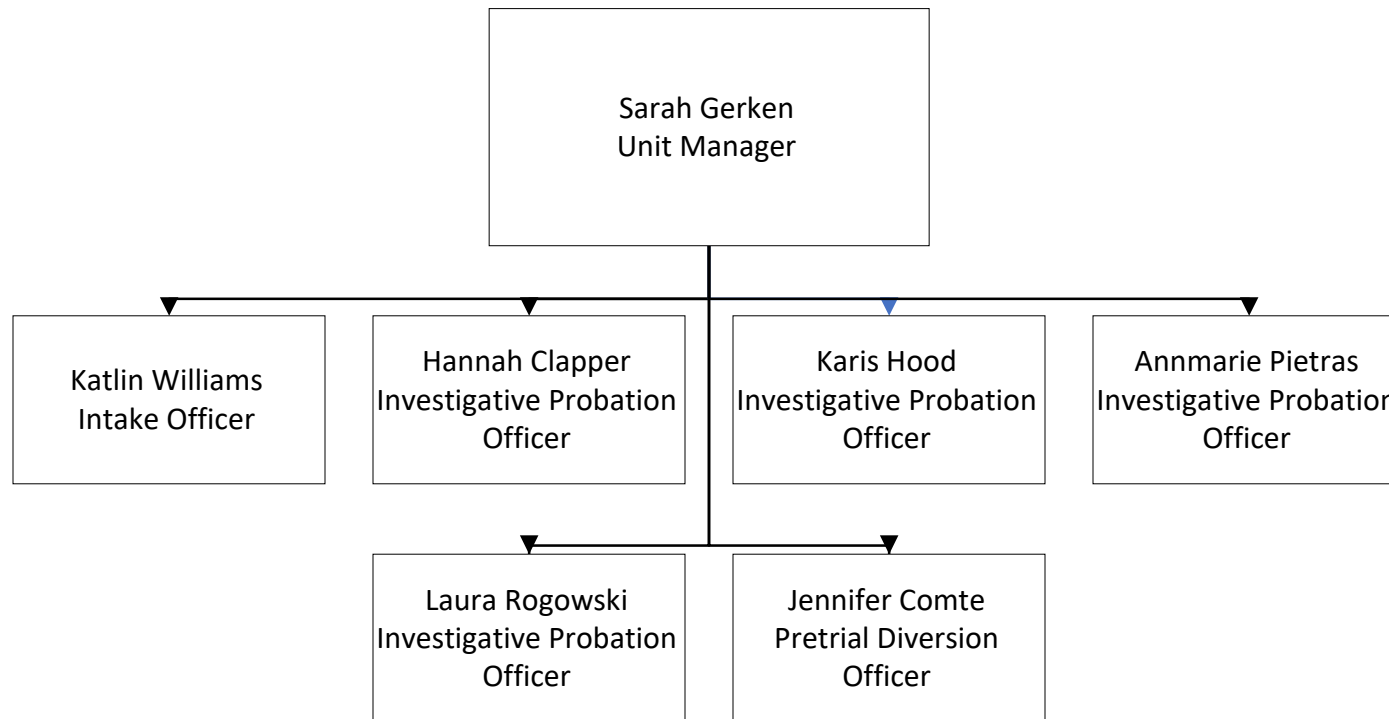 Sarah Gerken
Unit Manager
Katlin Williams
Intake Officer
Hannah Clapper
Investigative Probation
Officer
Karis Hood
Investigative Probation
Officer
Annmarie Pietras
Investigative Probation
Officer
Laura Rogowski
Investigative Probation
Officer
Jennifer Comte
Pretrial Diversion
Officer